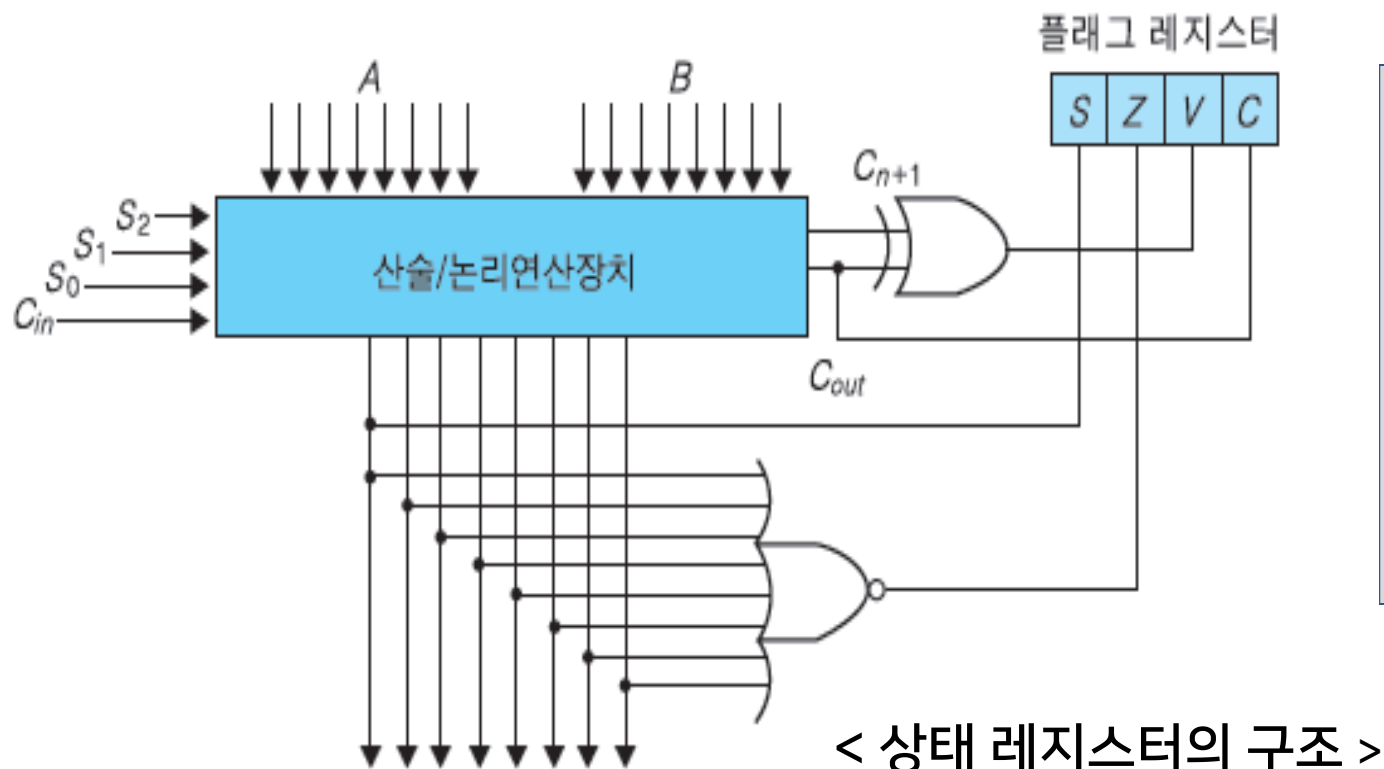 플래그 레지스터
S Z V C
A B
Cn+1
S2
S1
S0
Cin
산술/논리연산장치
Cout
< 상태 레지스터의 구조 >